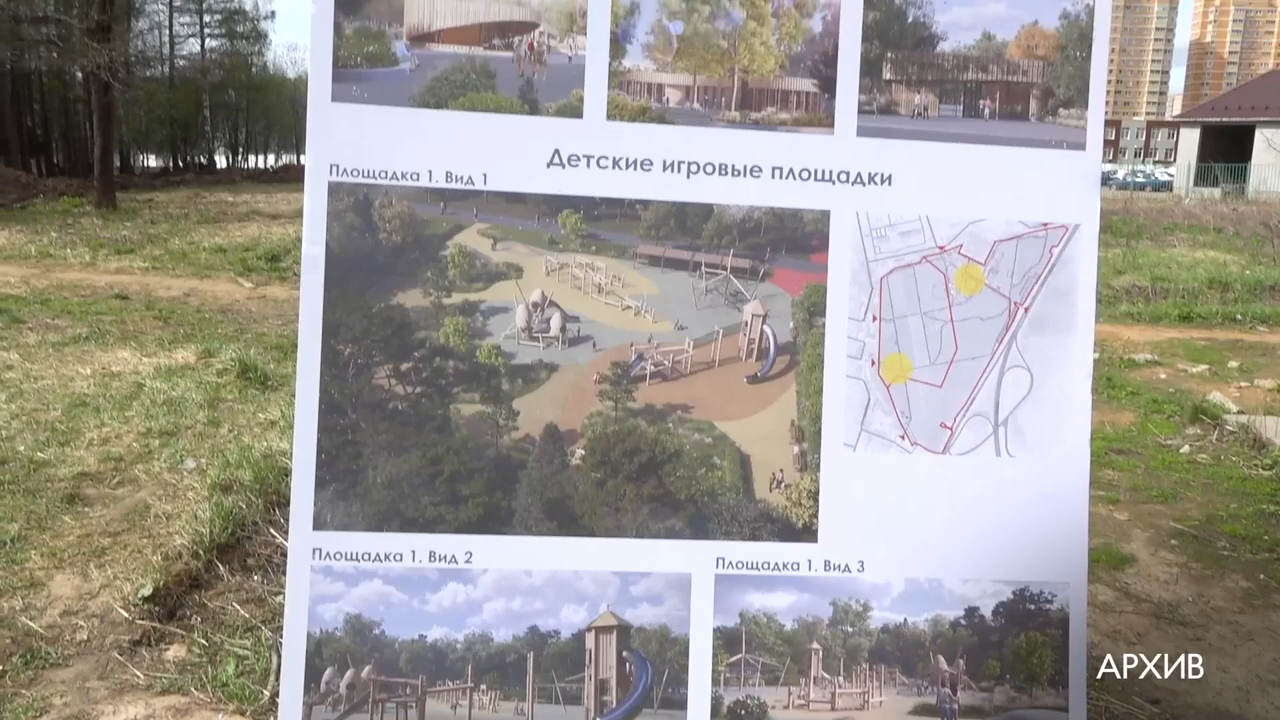 Детские игровые площадки
Площадка 1. Вид 1
Площадка 1. Вид 2
Площадка 1. Вид 3
АРХИВ